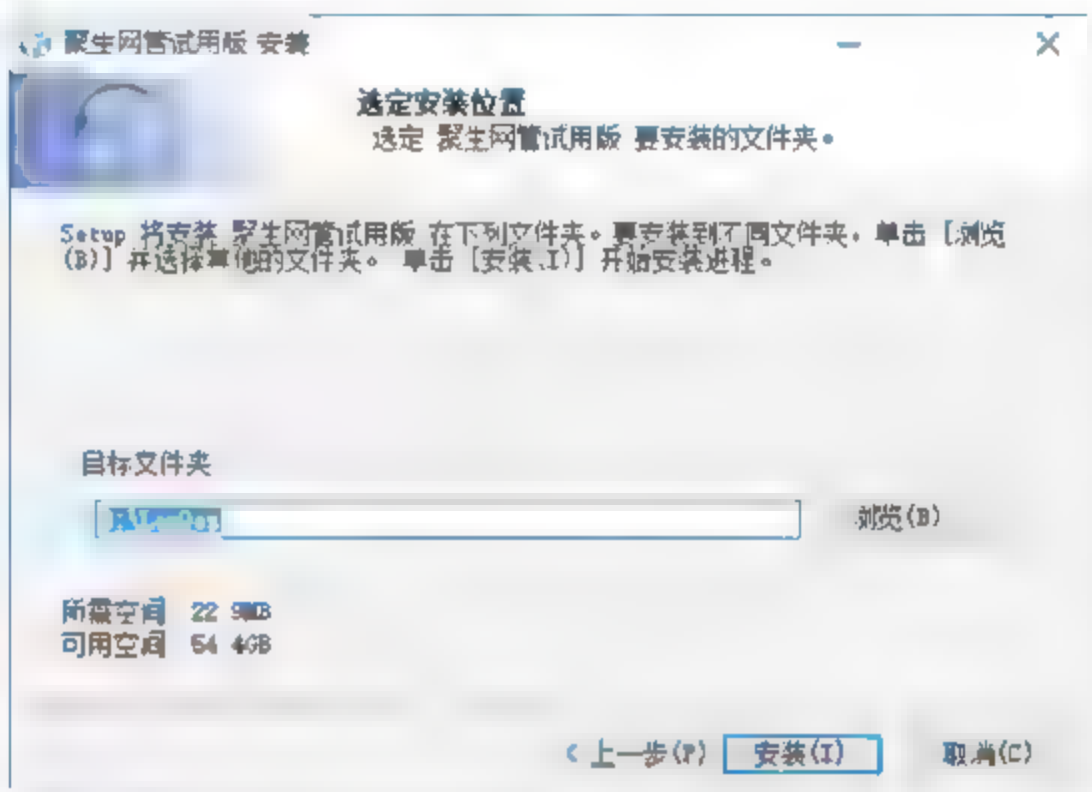 聚生网管试用版 安装
选定安装位置
选定 聚生网管试用版 要安装的文件夹。
Setup 将安装 聚生网管试用版 在下列文件夹。要安装到不同文件夹，单击 [浏览
(B)] 并选择其他的文件夹。 单击 [安装(I)] 开始安装进程。
目标文件夹
浏览(B)
所需空间 22.9MB
可用空间 54.4GB
< 上一步(P) 安装(I) 取消(C)